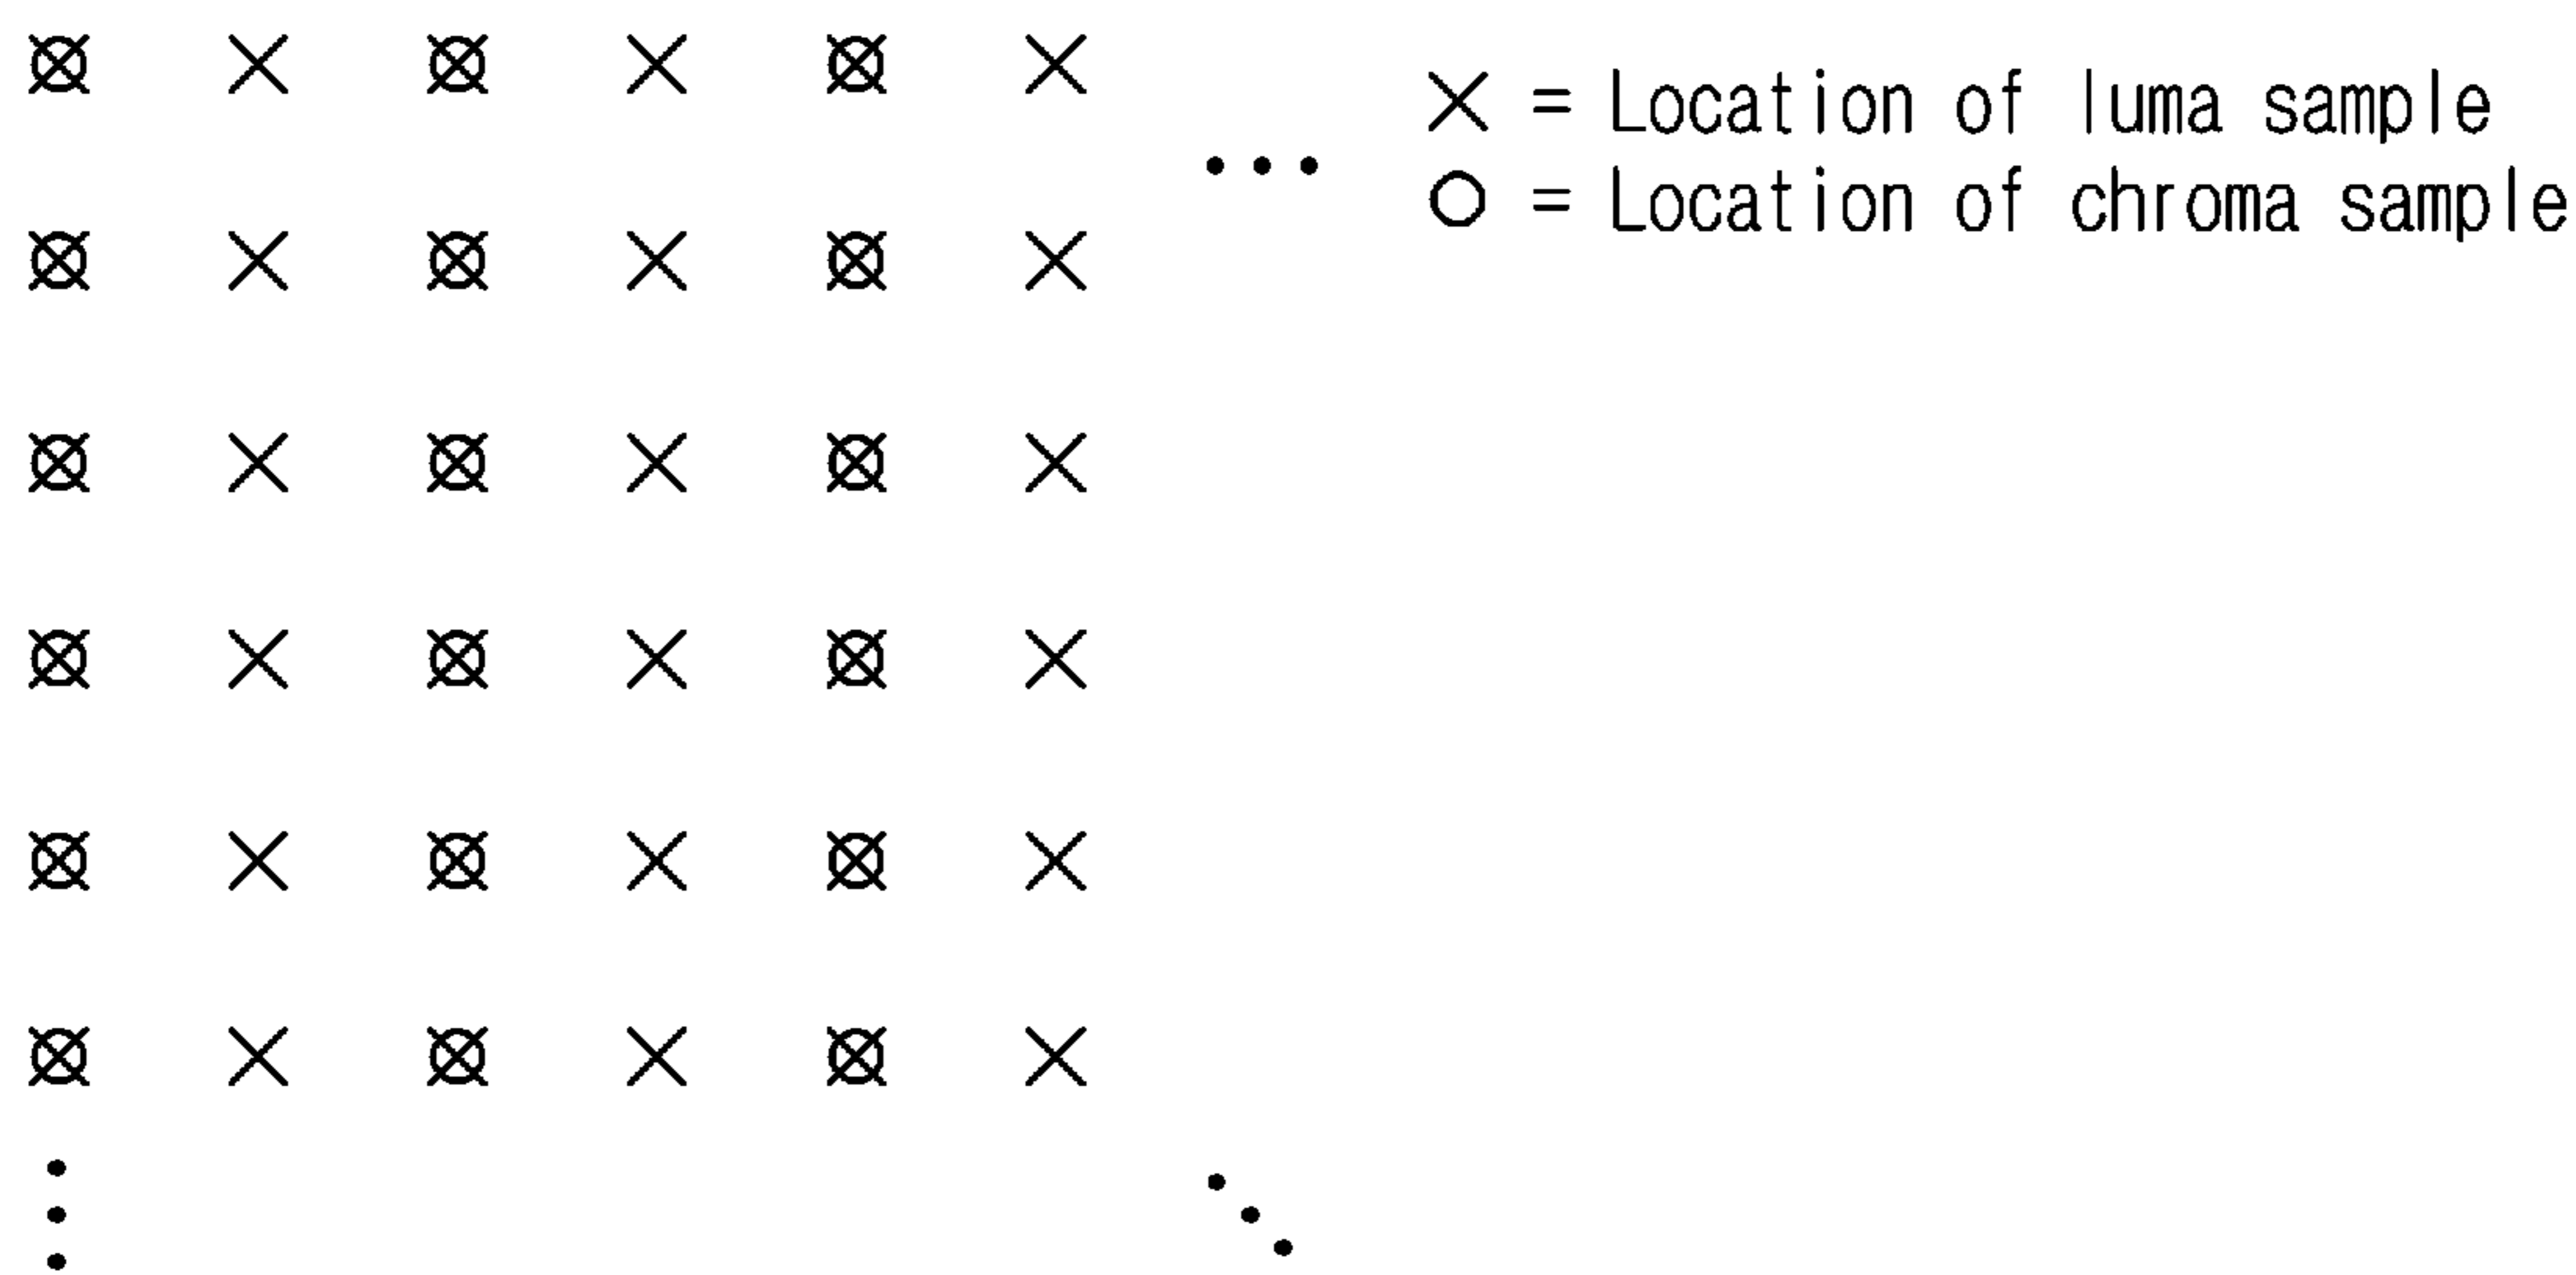 × = Location of luma sample
○ = Location of chroma sample